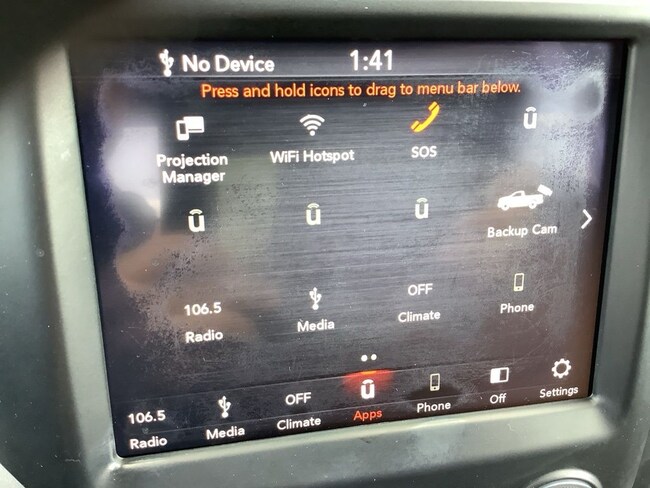 No Device 1:41
Press and hold icons to drag to menu bar below.
Projection
Manager
WiFi Hotspot
SOS
Backup Cam
106.5
Radio
Media
OFF
Climate
Phone
106.5
Radio
Media
OFF
Climate
Apps
Phone
Off
Settings